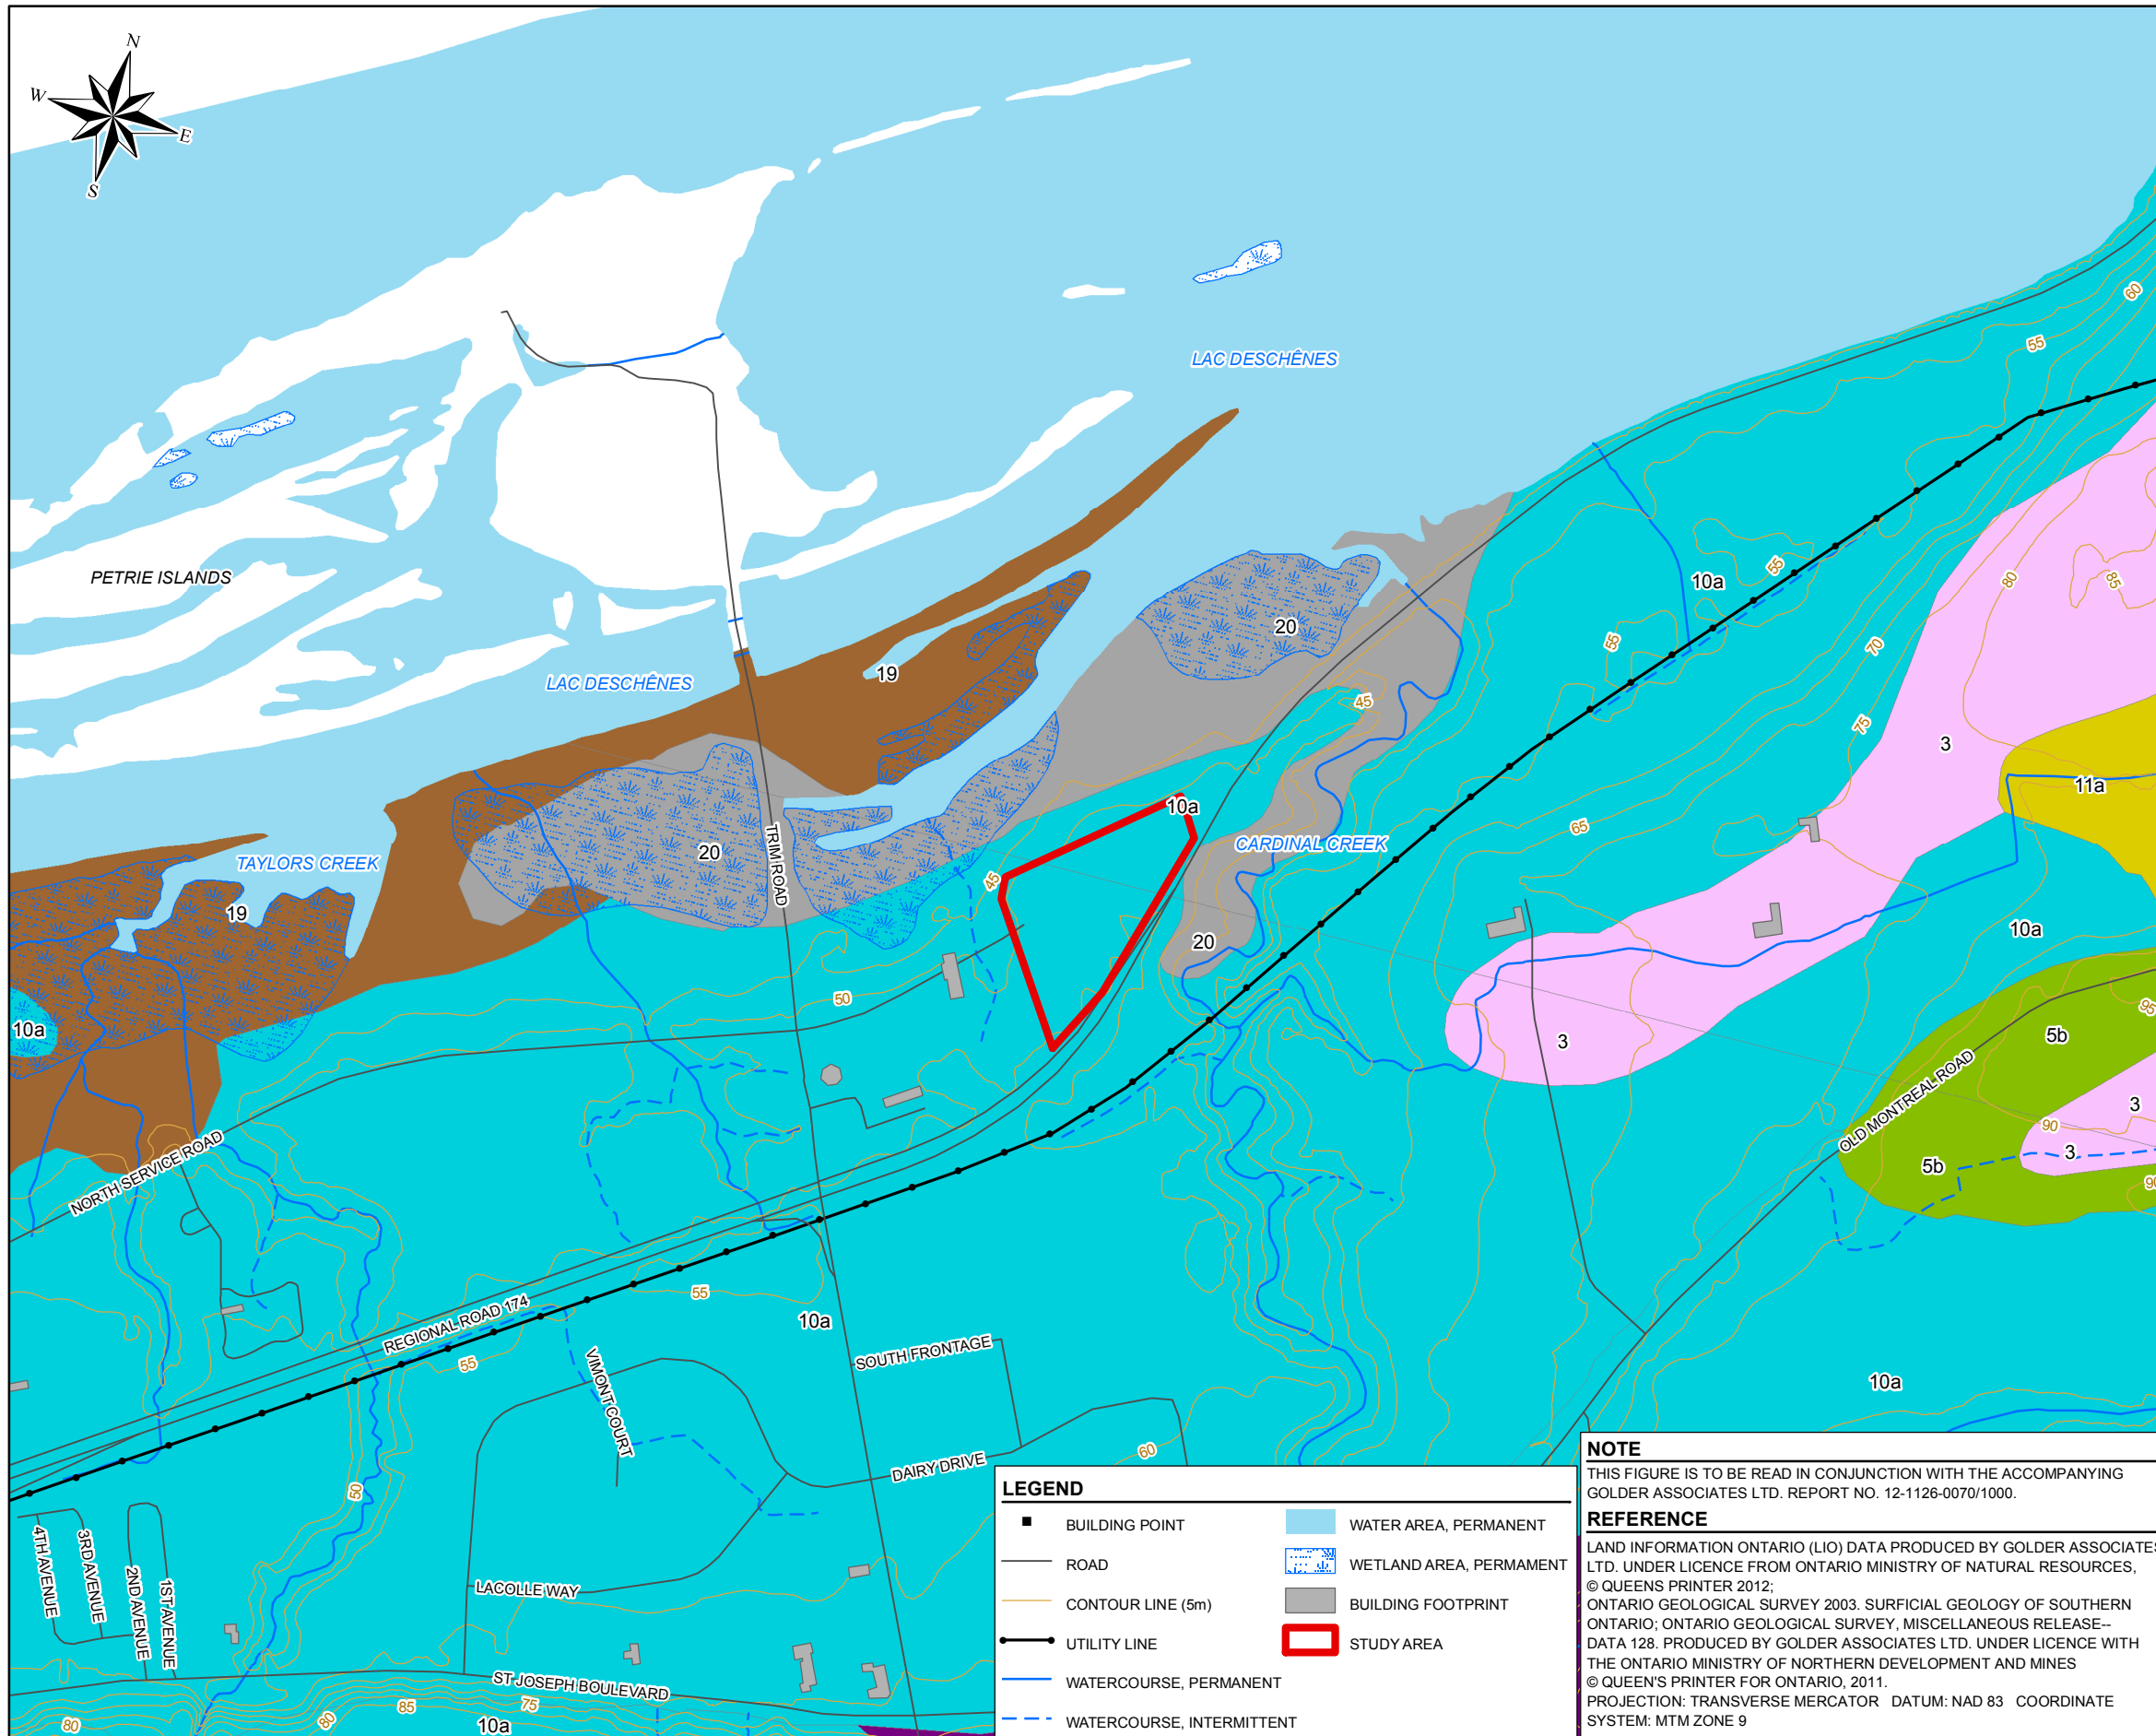 N
W
E
S
60
55
LAC DESCHÊNES
PETRIE ISLANDS
10a
55
80
85
20
55
70
19
LAC DESCHÊNES
45
75
3
11a
10a
65
CARDINAL CREEK
TRIM ROAD
20
TAYLORS CREEK
45
19
10a
20
50
95
10a
5b
3
OLD MONTREAL ROAD
3
90
3
5b
NORTH SERVICE ROAD
90
55
REGIONAL ROAD 174
10a
SOUTH FRONTAGE
55
VIMONT COURT
10a
60
DAIRY DRIVE
50
4TH AVENUE
3RD AVENUE
2ND AVENUE
1ST AVENUE
LACOLLE WAY
ST JOSEPH BOULEVARD
80
80
85
75
10a
LEGEND
BUILDING POINT
ROAD
CONTOUR LINE (5m)
UTILITY LINE
WATERCOURSE, PERMANENT
WATERCOURSE, INTERMITTENT
WATER AREA, PERMANENT
WETLAND AREA, PERMAMENT
BUILDING FOOTPRINT
STUDY AREA
NOTE
THIS FIGURE IS TO BE READ IN CONJUNCTION WITH THE ACCOMPANYING
GOLDER ASSOCIATES LTD. REPORT NO. 12-1126-0070/1000.
REFERENCE
LAND INFORMATION ONTARIO (LIO) DATA PRODUCED BY GOLDER ASSOCIATES
LTD. UNDER LICENCE FROM ONTARIO MINISTRY OF NATURAL RESOURCES,
© QUEENS PRINTER 2012;
ONTARIO GEOLOGICAL SURVEY 2003. SURFICIAL GEOLOGY OF SOUTHERN
ONTARIO; ONTARIO GEOLOGICAL SURVEY, MISCELLANEOUS RELEASE--
DATA 128. PRODUCED BY GOLDER ASSOCIATES LTD. UNDER LICENCE WITH
THE ONTARIO MINISTRY OF NORTHERN DEVELOPMENT AND MINES
© QUEEN'S PRINTER FOR ONTARIO, 2011.
PROJECTION: TRANSVERSE MERCATOR DATUM: NAD 83 COORDINATE
SYSTEM: MTM ZONE 9